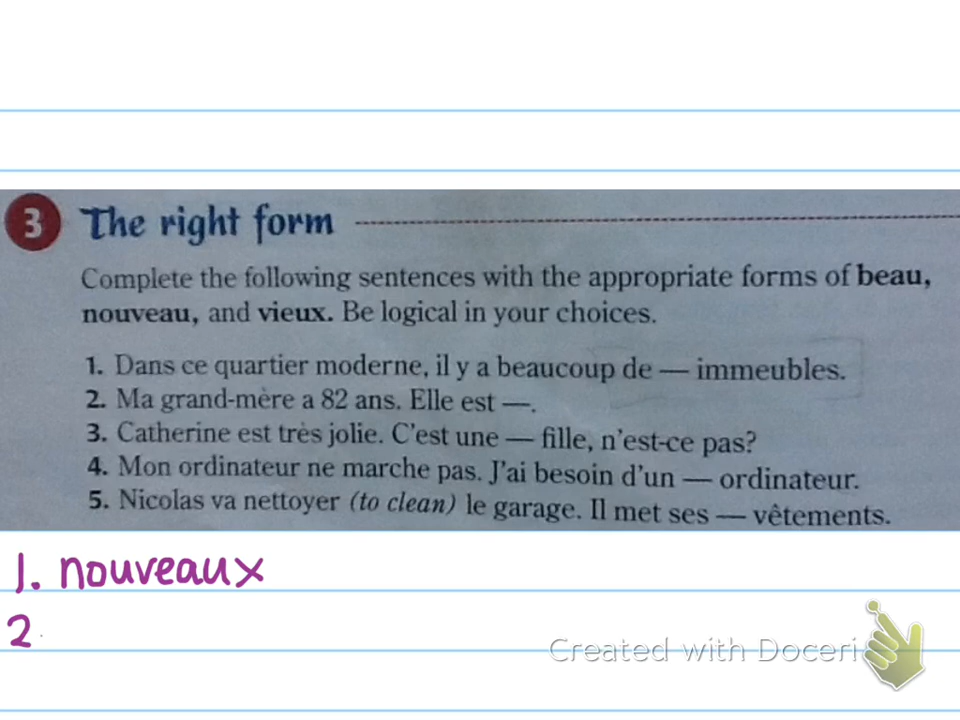 3 The right form
Complete the following sentences with the appropriate forms of beau,
nouveau, and vieux. Be logical in your choices.
1. Dans ce quartier moderne, il y a beaucoup de — immeubles.
2. Ma grand-mère a 82 ans. Elle est —.
3. Catherine est très jolie. C'est une — fille, n'est-ce pas?
4. Mon ordinateur ne marche pas. J'ai besoin d'un — ordinateur.
5. Nicolas va nettoyer (to clean) le garage. Il met ses — vêtements.
1. nouveaux
2
Created with Doceri